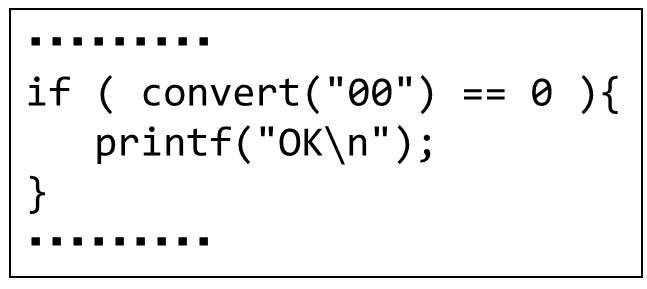 .........
if ( convert("00") == 0 ){
   printf("OK\n");
}
.........